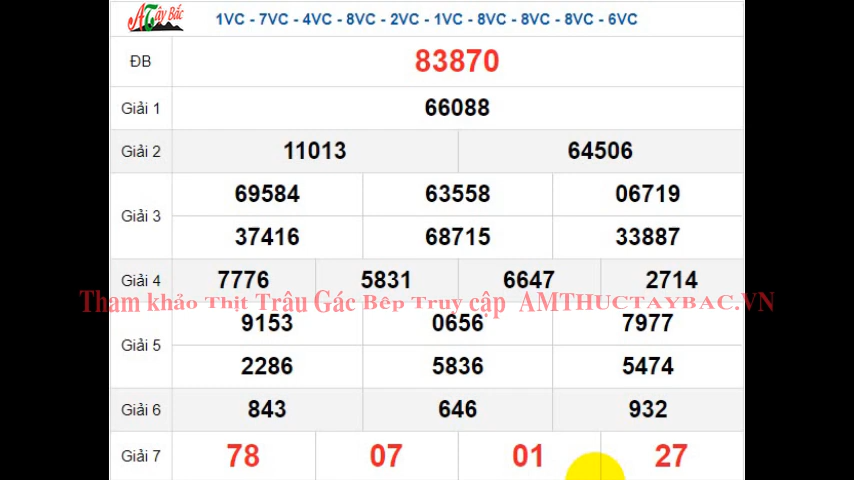 ATây Bắc
1VC - 7VC - 4VC - 8VC - 2VC - 1VC - 8VC - 8VC - 8VC - 6VC
ĐB 83870
Giải 1 66088
Giải 2 11013 64506
Giải 3 69584 63558 06719
37416 68715 33887
Giải 4 7776 5831 6647 2714
Tham khảo Thịt Trâu Gác Bếp Truy cập AMTHUCTAYBAC.VN
Giải 5 9153 0656 7977
2286 5836 5474
Giải 6 843 646 932
Giải 7 78 07 01 27